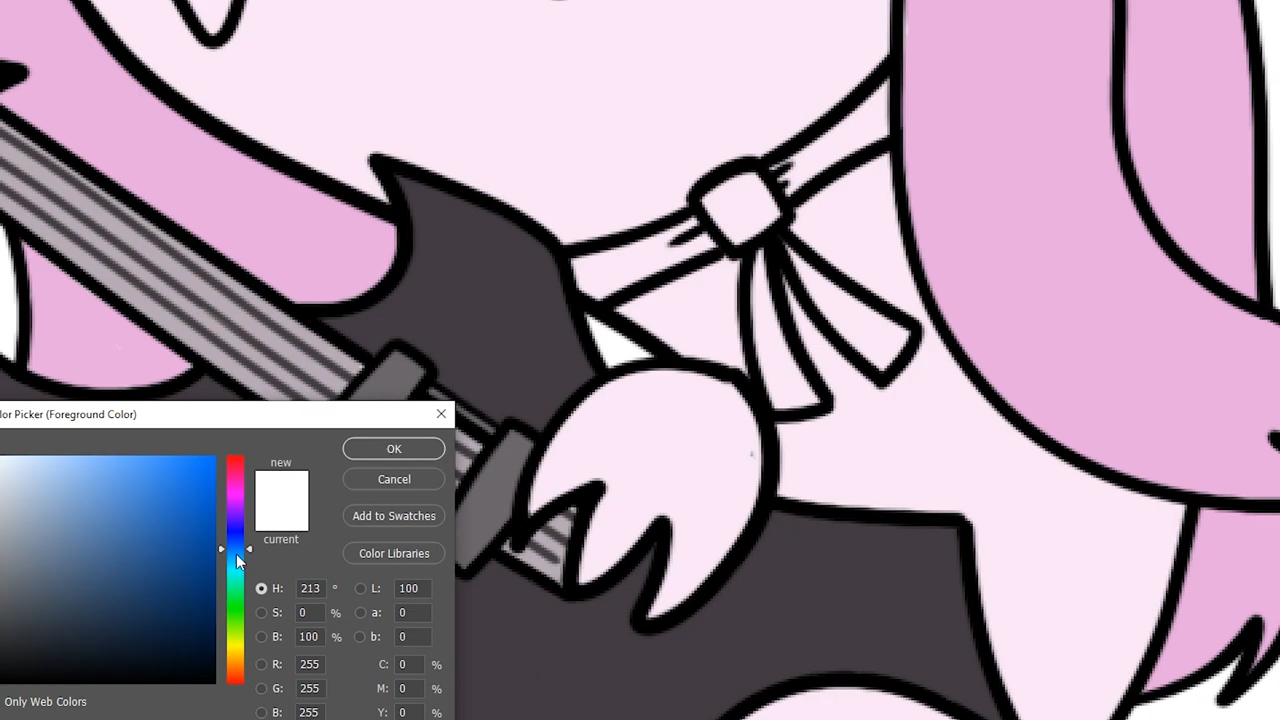 lor Picker (Foreground Color)
OK
new
Cancel
Add to Swatches
current
Color Libraries
H: 213 ° L: 100
S: 0 % a: 0
B: 100 % b: 0
R: 255 C: 0 %
G: 255 M: 0 %
B: 255 Y: 0 %
Only Web Colors